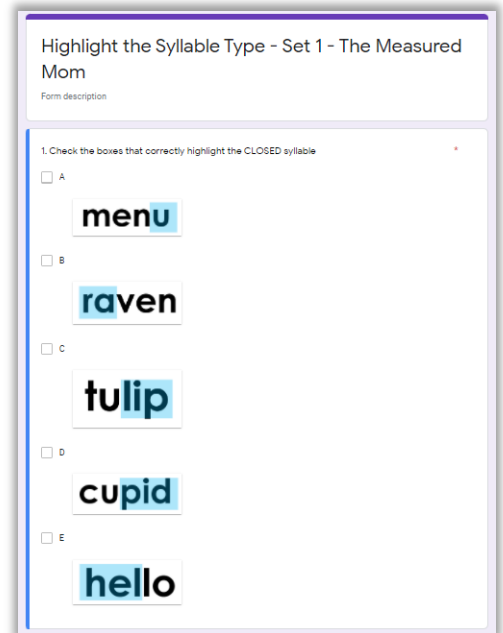 Highlight the Syllable Type - Set 1 - The Measured
Mom
Form description
1. Check the boxes that correctly highlight the CLOSED syllable *
A
menu
B
raven
C
tulip
D
cupid
E
hello